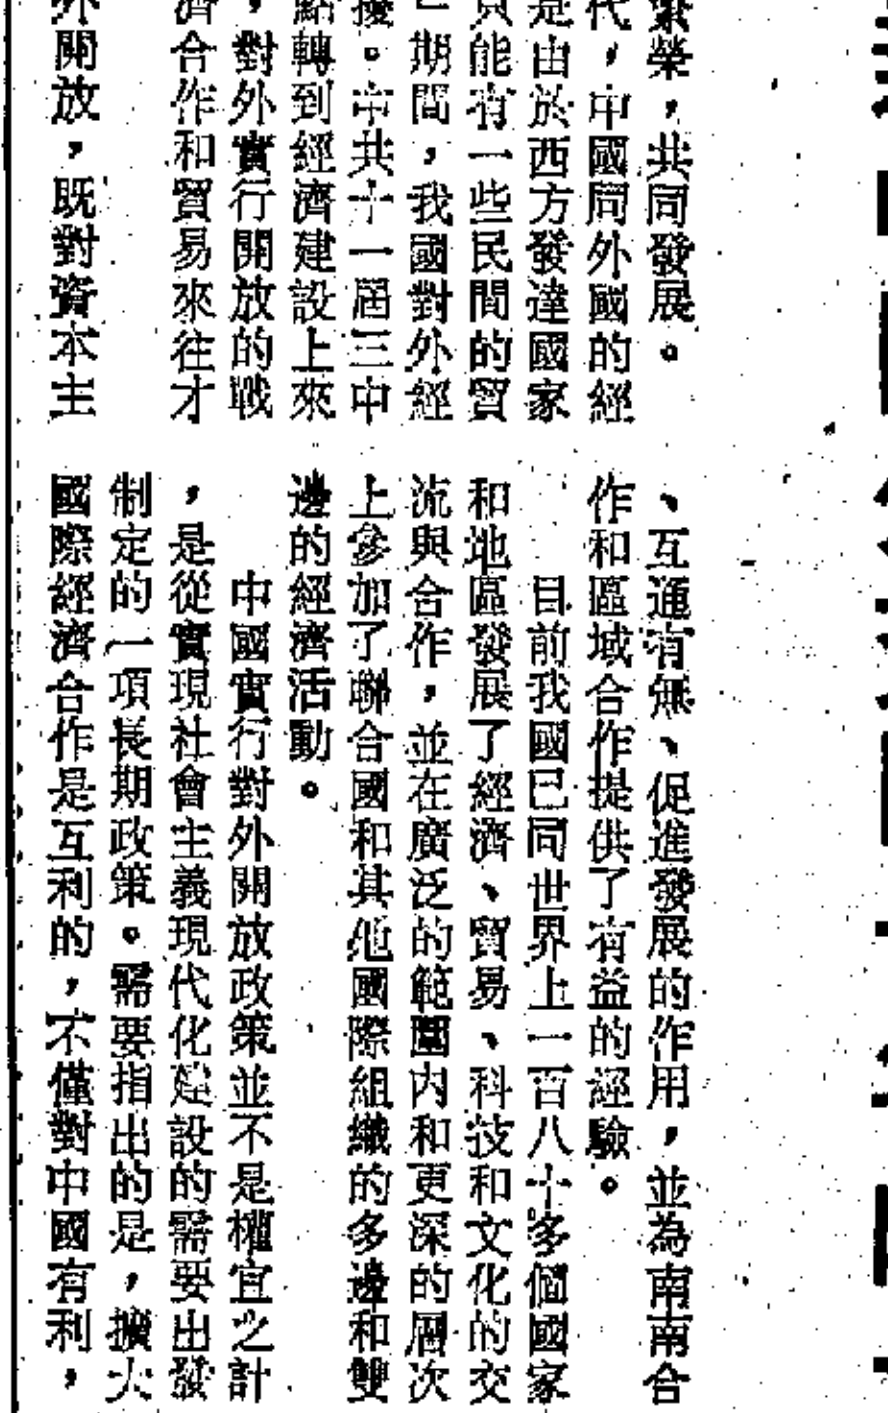 繁榮，共同發展。
代，中國同外國的經
是由於西方發達國家
能有一些民間的貿
期間，我國對外經
擾。中共十一屆三中
點轉到經濟建設上來
，對外實行開放的戰
濟合作和貿易來往才
外開放，既對資本主
、互通有無、促進發展的作用，並為南南合
作和區域合作提供了有益的經驗。
目前我國已同世界上一百八十多個國家
和地區發展了經濟、貿易、科技和文化的交
流與合作，並在廣泛的範圍內和更深的層次
上參加了聯合國和其他國際組織的多邊和雙
邊的經濟活動。
中國實行對外開放政策並不是權宜之計
，是從實現社會主義現代化建設的需要出發
制定的一項長期政策。需要指出的是，擴大
國際經濟合作是互利的，不僅對中國有利，